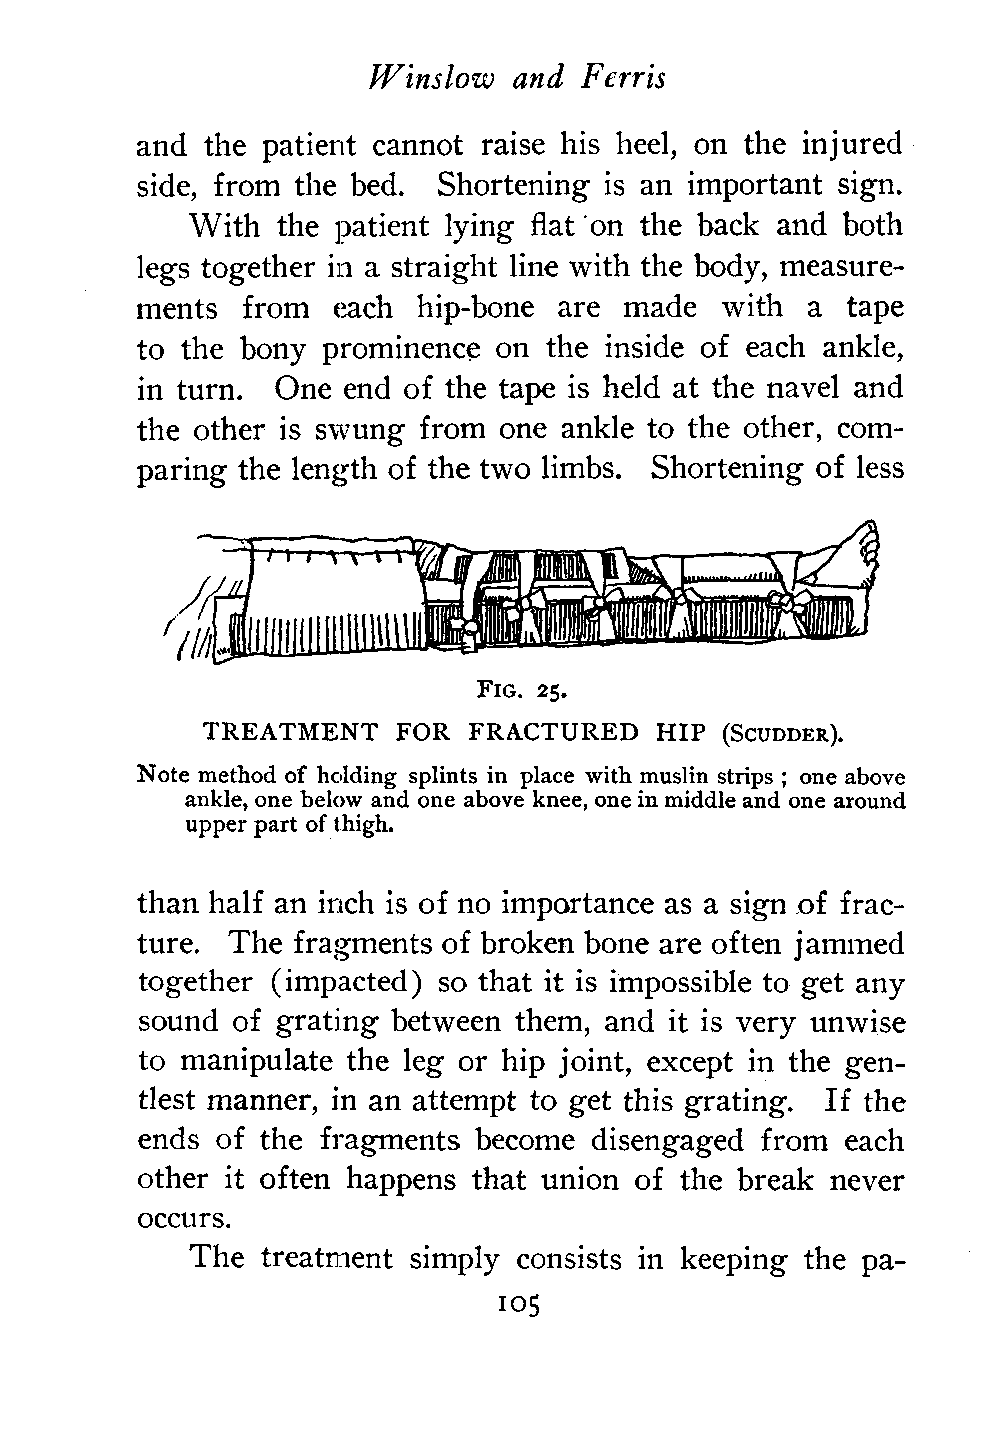 Winslow and Ferris
and the patient cannot raise his heel, on the injured
side, from the bed. Shortening is an important sign.
With the patient lying flat on the back and both
legs together in a straight line with the body, measure-
ments from each hip-bone are made with a tape
to the bony prominence on the inside of each ankle,
in turn. One end of the tape is held at the navel and
the other is swung from one ankle to the other, com-
paring the length of the two limbs. Shortening of less
FIG. 25.
TREATMENT FOR FRACTURED HIP (SCUDDER).
Note method of holding splints in place with muslin strips ; one above
ankle, one below and one above knee, one in middle and one around
upper part of thigh.
than half an inch is of no importance as a sign of frac-
ture. The fragments of broken bone are often jammed
together (impacted) so that it is impossible to get any
sound of grating between them, and it is very unwise
to manipulate the leg or hip joint, except in the gen-
tlest manner, in an attempt to get this grating. If the
ends of the fragments become disengaged from each
other it often happens that union of the break never
occurs.
The treatment simply consists in keeping the pa-
105